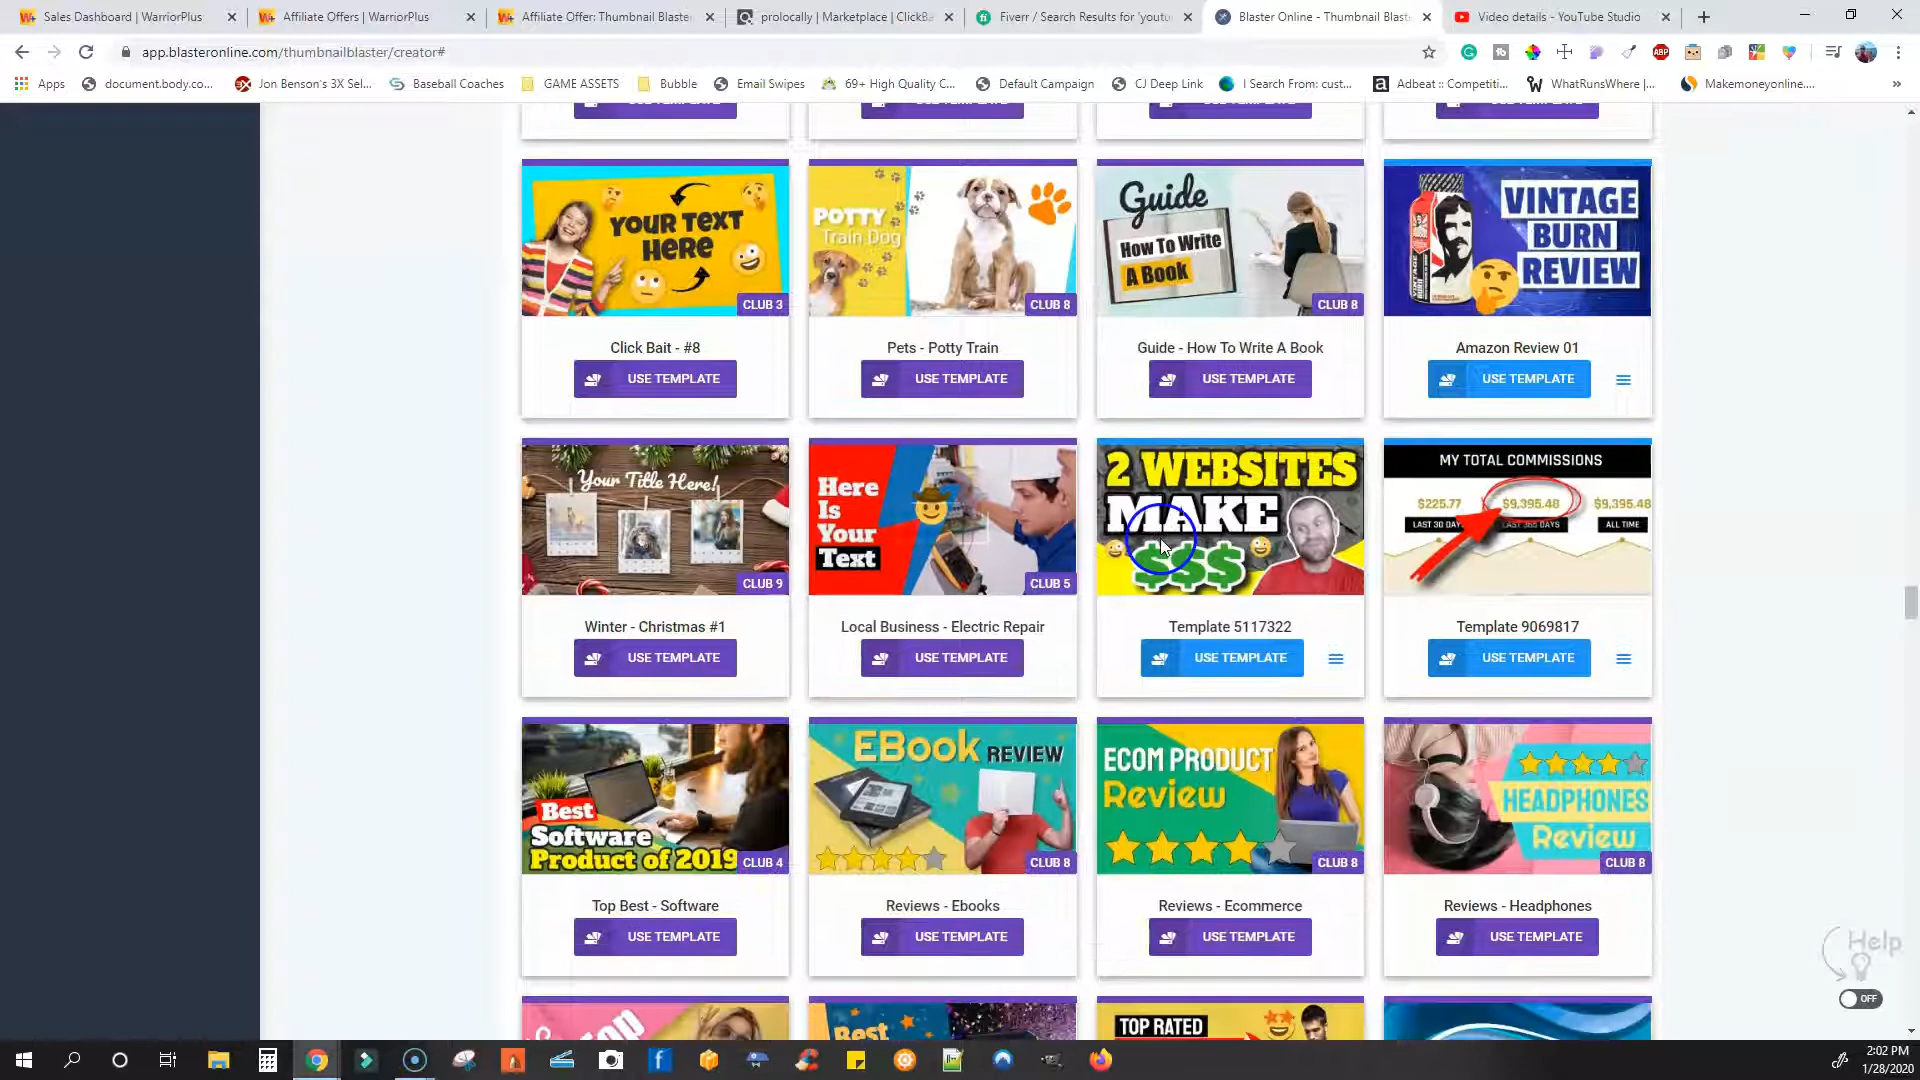 Sales Dashboard | WarriorPlus
Affiliate Offers | WarriorPlus
Affiliate Offer: Thumbnail Blaste
prolocally | Marketplace | ClickBa
Fiverr / Search Results for 'youtu
Blaster Online - Thumbnail Blast
Video details - YouTube Studio
app.blasteronline.com/thumbnailblaster/creator#
Apps
document.body.co...
Jon Benson's 3X Sel...
Baseball Coaches
GAME ASSETS
Bubble
Email Swipes
69+ High Quality C...
Default Campaign
CJ Deep Link
I Search From: cust...
Adbeat :: Competiti...
WhatRunsWhere |...
Makemoneyonline....
YOUR TEXT
HERE
CLUB 3
POTTY
Train Dog
CLUB 8
Guide
How To Write
A Book
CLUB 8
VINTAGE
BURN
REVIEW
Click Bait - #8
Pets - Potty Train
Guide - How To Write A Book
Amazon Review 01
USE TEMPLATE
USE TEMPLATE
USE TEMPLATE
USE TEMPLATE
Your Title Here!
CLUB 9
Here
Is
Your
Text
CLUB 5
2 WEBSITES
MAKE
$$$
MY TOTAL COMMISSIONS
$225.77
$9,395.48
$9,395.48
LAST 30 DAY
LAST 365 DAYS
ALL TIME
Winter - Christmas #1
Local Business - Electric Repair
Template 5117322
Template 9069817
USE TEMPLATE
USE TEMPLATE
USE TEMPLATE
USE TEMPLATE
Best
Software
Product of 2019
CLUB 4
EBook REVIEW
CLUB 8
ECOM PRODUCT
Review
CLUB 8
HEADPHONES
Review
CLUB 8
Top Best - Software
Reviews - Ebooks
Reviews - Ecommerce
Reviews - Headphones
USE TEMPLATE
USE TEMPLATE
USE TEMPLATE
USE TEMPLATE
Best
TOP RATED
Help
OFF
2:02 PM
1/28/2020